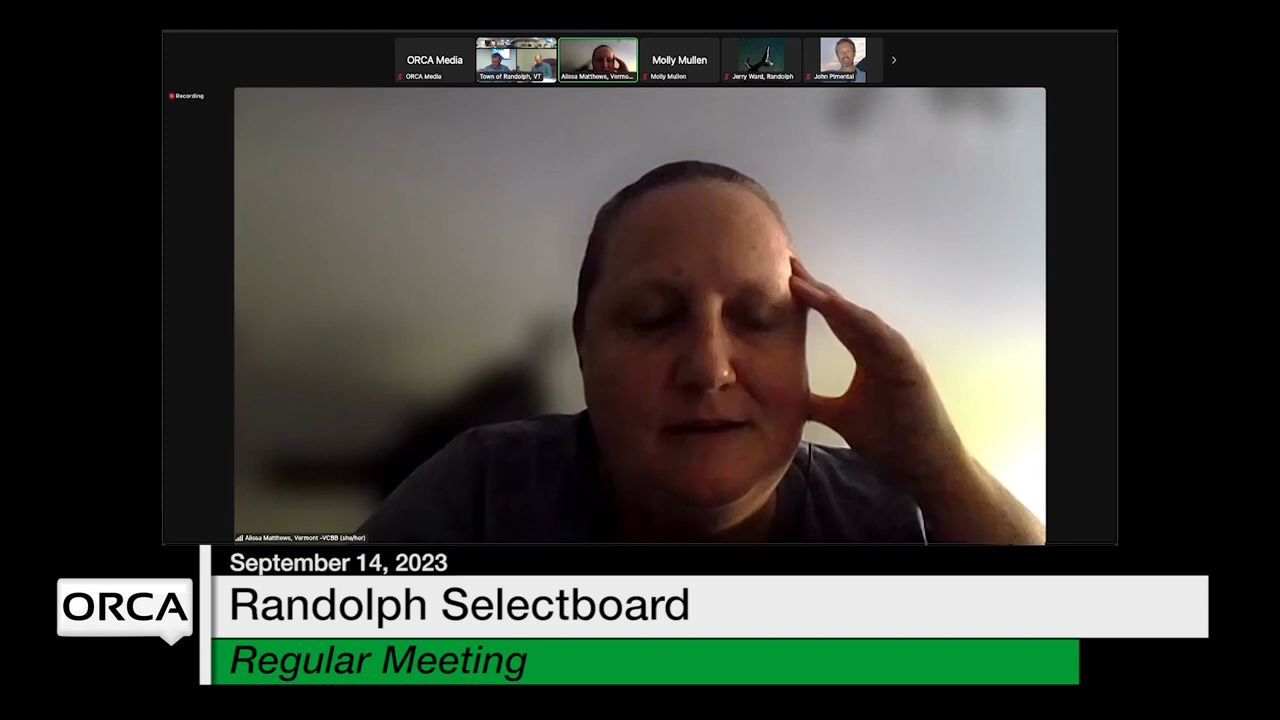 ORCA Media
Molly Mullen
ORCA Media
Town of Randolph, VT
Alissa Matthews, Vermo...
Molly Mullen
Jerry Ward, Randolph
John Pimental
Recording
Alissa Matthews, Vermont -VCBB (she/her)
September 14, 2023
ORCA
Randolph Selectboard
Regular Meeting